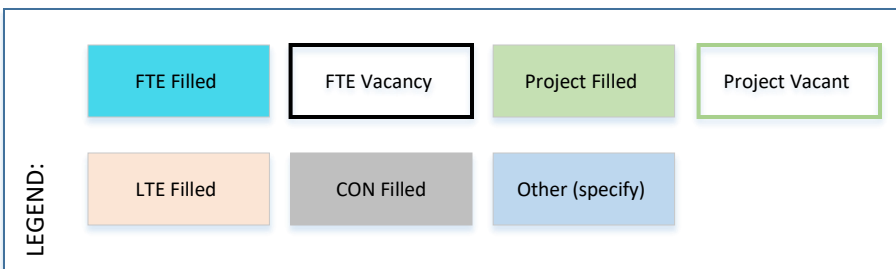 FTE Filled
FTE Vacancy
Project Filled
Project Vacant
LEGEND:
LTE Filled
CON Filled
Other (specify)